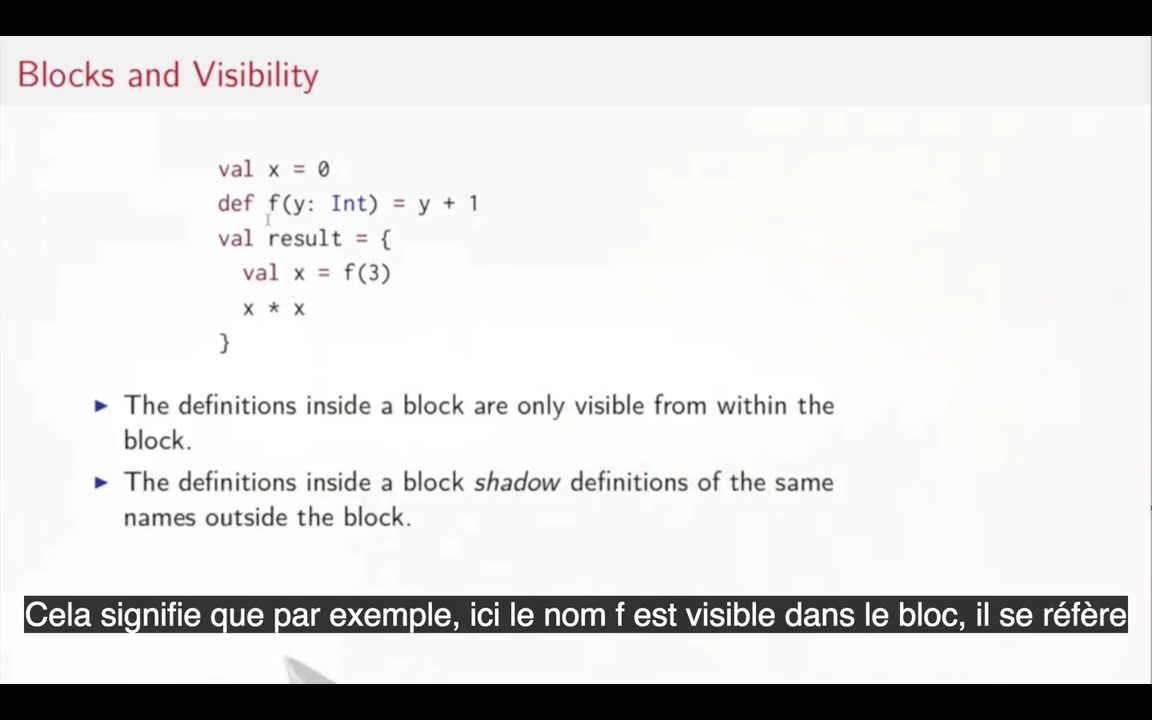 Blocks and Visibility
val x = 0
def f(y: Int) = y + 1
val result = {
val x = f(3)
x * x
}
► The definitions inside a block are only visible from within the
block.
► The definitions inside a block shadow definitions of the same
names outside the block.
Cela signifie que par exemple, ici le nom f est visible dans le bloc, il se réfère